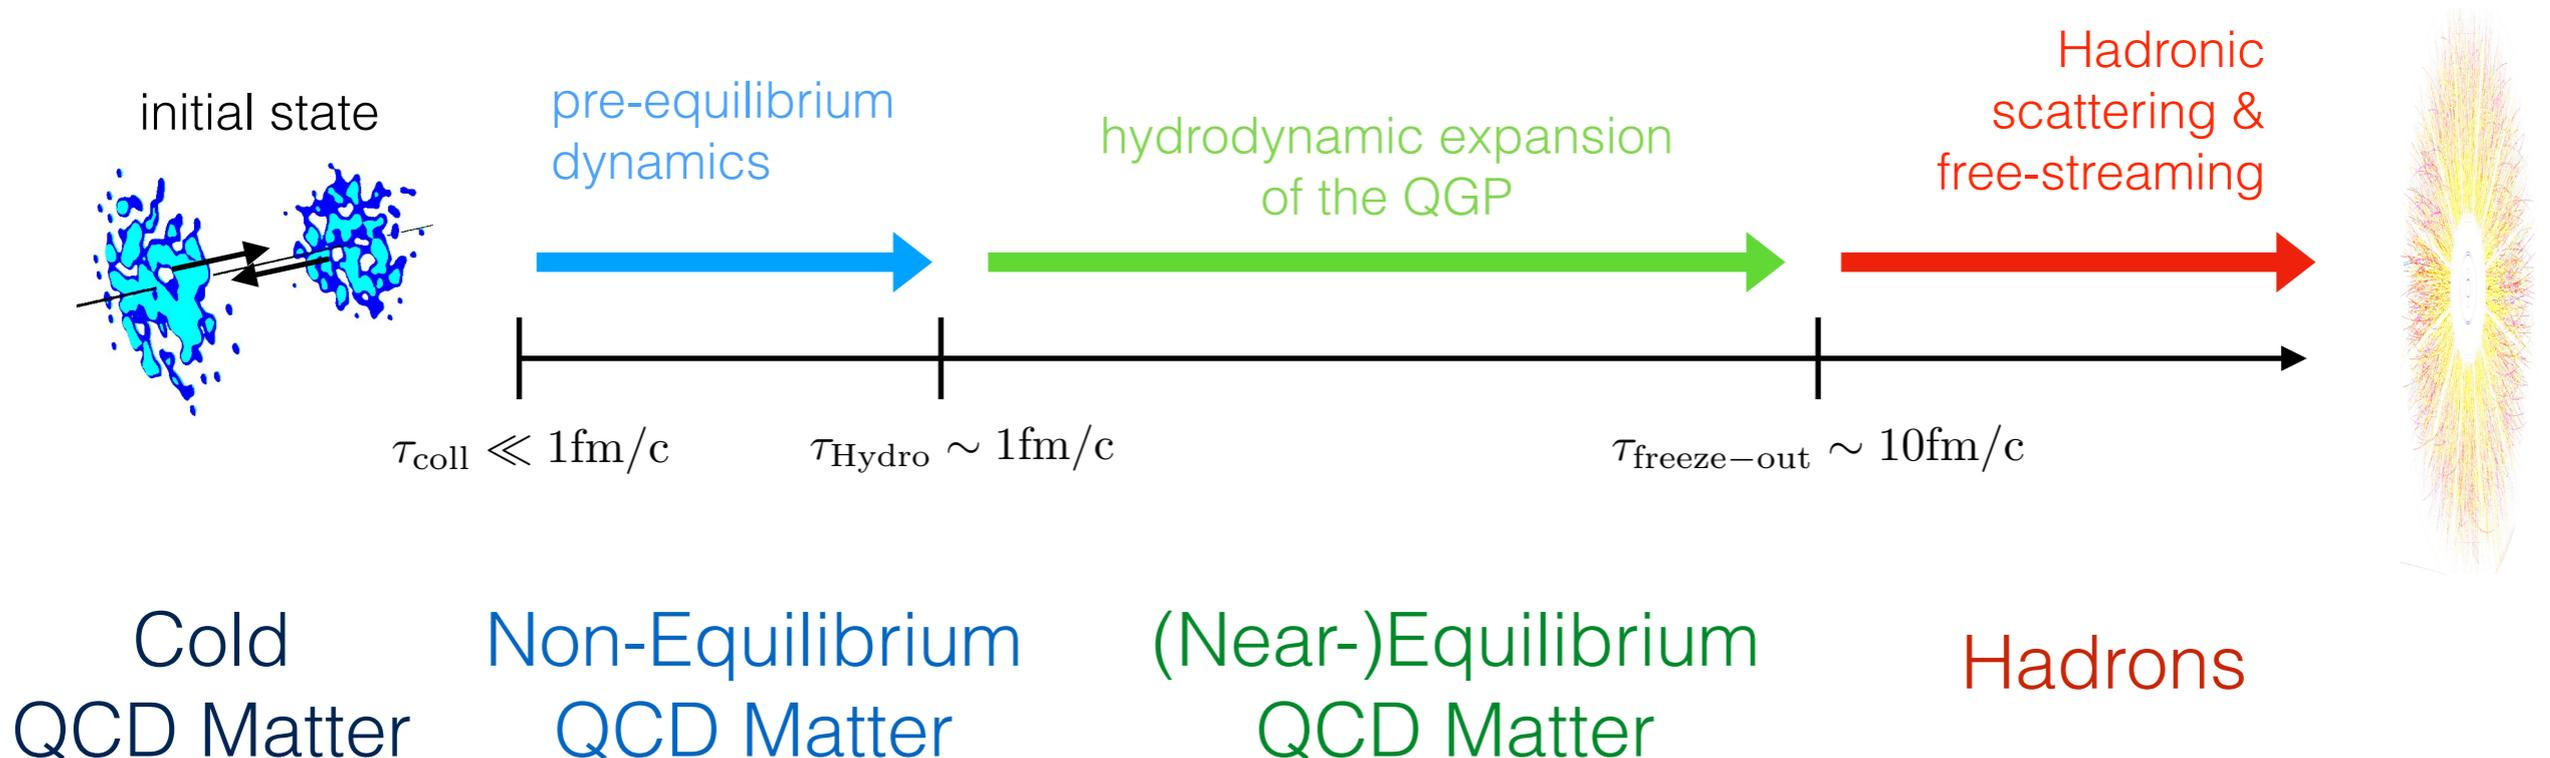 initial state
pre-equilibrium
dynamics
hydrodynamic expansion
of the QGP
Hadronic
scattering &
free-streaming
τcoll ≪ 1fm/c
τHydro ∼ 1fm/c
τfreeze−out ∼ 10fm/c
Cold
QCD Matter
Non-Equilibrium
QCD Matter
(Near-)Equilibrium
QCD Matter
Hadrons